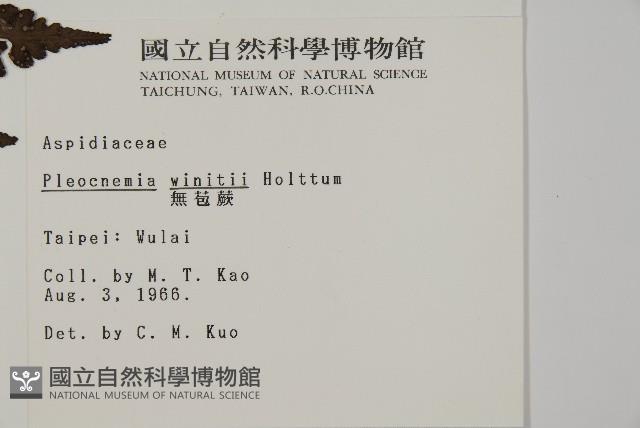 國立自然科學博物館
NATIONAL MUSEUM OF NATURAL SCIENCE
TAICHUNG, TAIWAN, R.O.CHINA
Aspidiaceae
Pleocnemia winitii Holttum
無苞蕨
Taipei: Wulai
Coll. by M. T. Kao
Aug. 3, 1966.
Det. by C. M. Kuo
國立自然科學博物館
NATIONAL MUSEUM OF NATURAL SCIENCE